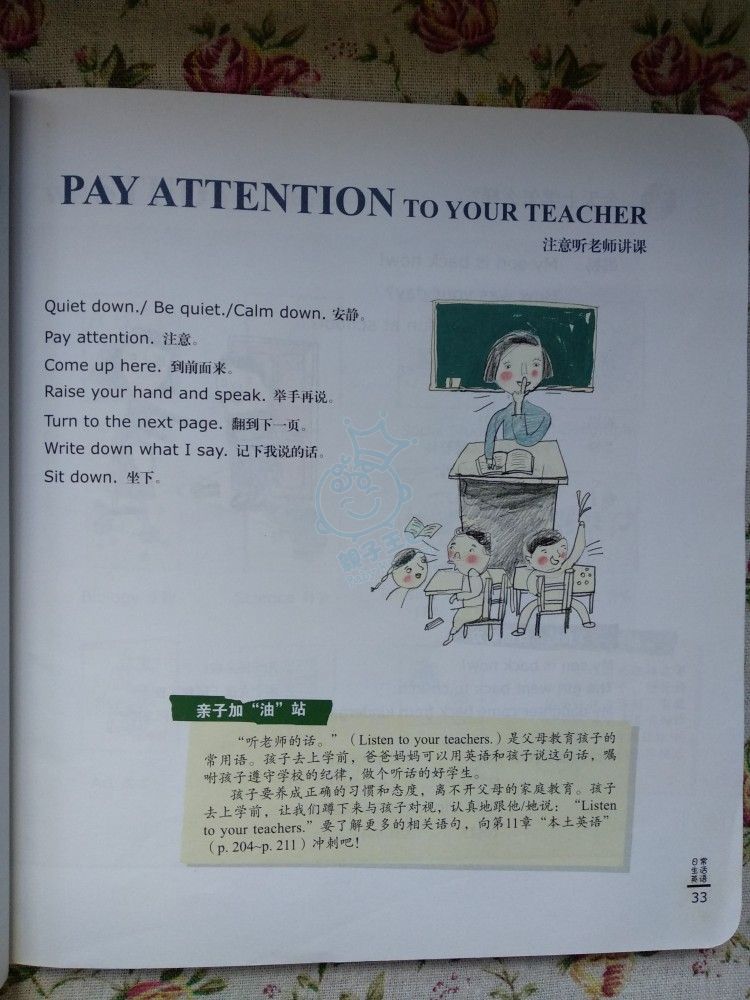 PAY ATTENTION TO YOUR TEACHER
注意听老师讲课
Quiet down./ Be quiet./Calm down. 安静。
Pay attention. 注意。
Come up here. 到前面来。
Raise your hand and speak. 举手再说。
Turn to the next page. 翻到下一页。
Write down what I say. 记下我说的话。
Sit down. 坐下。
亲子王
亲子加“油”站
“听老师的话。”（Listen to your teachers.）是父母教育孩子的
常用语。孩子去上学前，爸爸妈妈可以用英语和孩子说这句话，嘱
咐孩子遵守学校的纪律，做个听话的好学生。
孩子要养成正确的习惯和态度，离不开父母的家庭教育。孩子
去上学前，让我们蹲下来与孩子对视，认真地跟他/她说：“Listen
to your teachers.”要了解更多的相关语句，向第11章“本土英语”
（p. 204~p. 211）冲刺吧！
日常
生活
英语
33